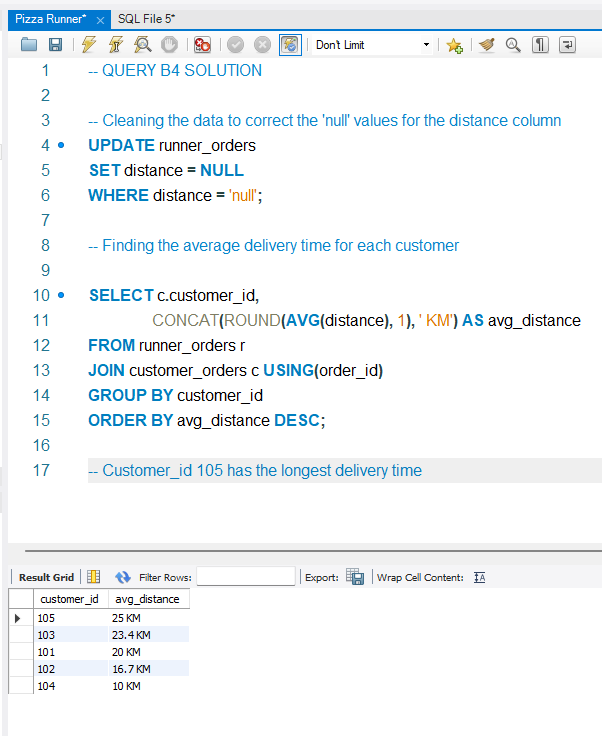 Pizza Runner* × SQL File 5*
Don't Limit
1 -- QUERY B4 SOLUTION
2
3 -- Cleaning the data to correct the 'null' values for the distance column
4 UPDATE runner_orders
5 SET distance = NULL
6 WHERE distance = 'null';
7
8 -- Finding the average delivery time for each customer
9
10 SELECT c.customer_id,
11 CONCAT(ROUND(AVG(distance), 1), ' KM') AS avg_distance
12 FROM runner_orders r
13 JOIN customer_orders c USING(order_id)
14 GROUP BY customer_id
15 ORDER BY avg_distance DESC;
16
17 -- Customer_id 105 has the longest delivery time
Result Grid Filter Rows: Export: Wrap Cell Content:
customer_id avg_distance
105 25 KM
103 23.4 KM
101 20 KM
102 16.7 KM
104 10 KM